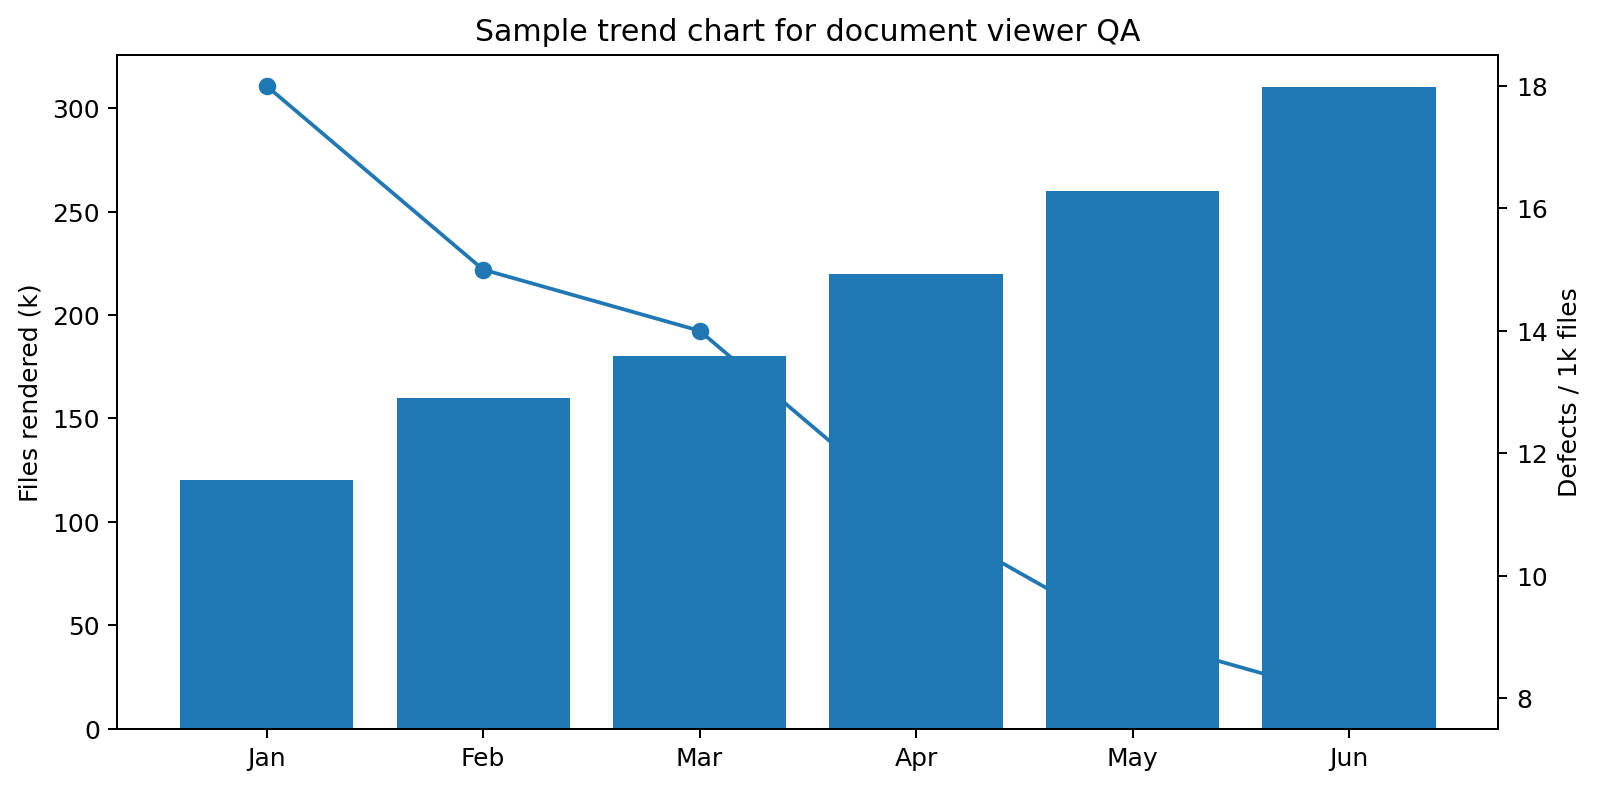 Sample trend chart for document viewer QA
Files rendered (k)
300
250
200
150
100
50
0
18
16
14
12
10
8
Defects / 1k files
Jan
Feb
Mar
Apr
May
Jun